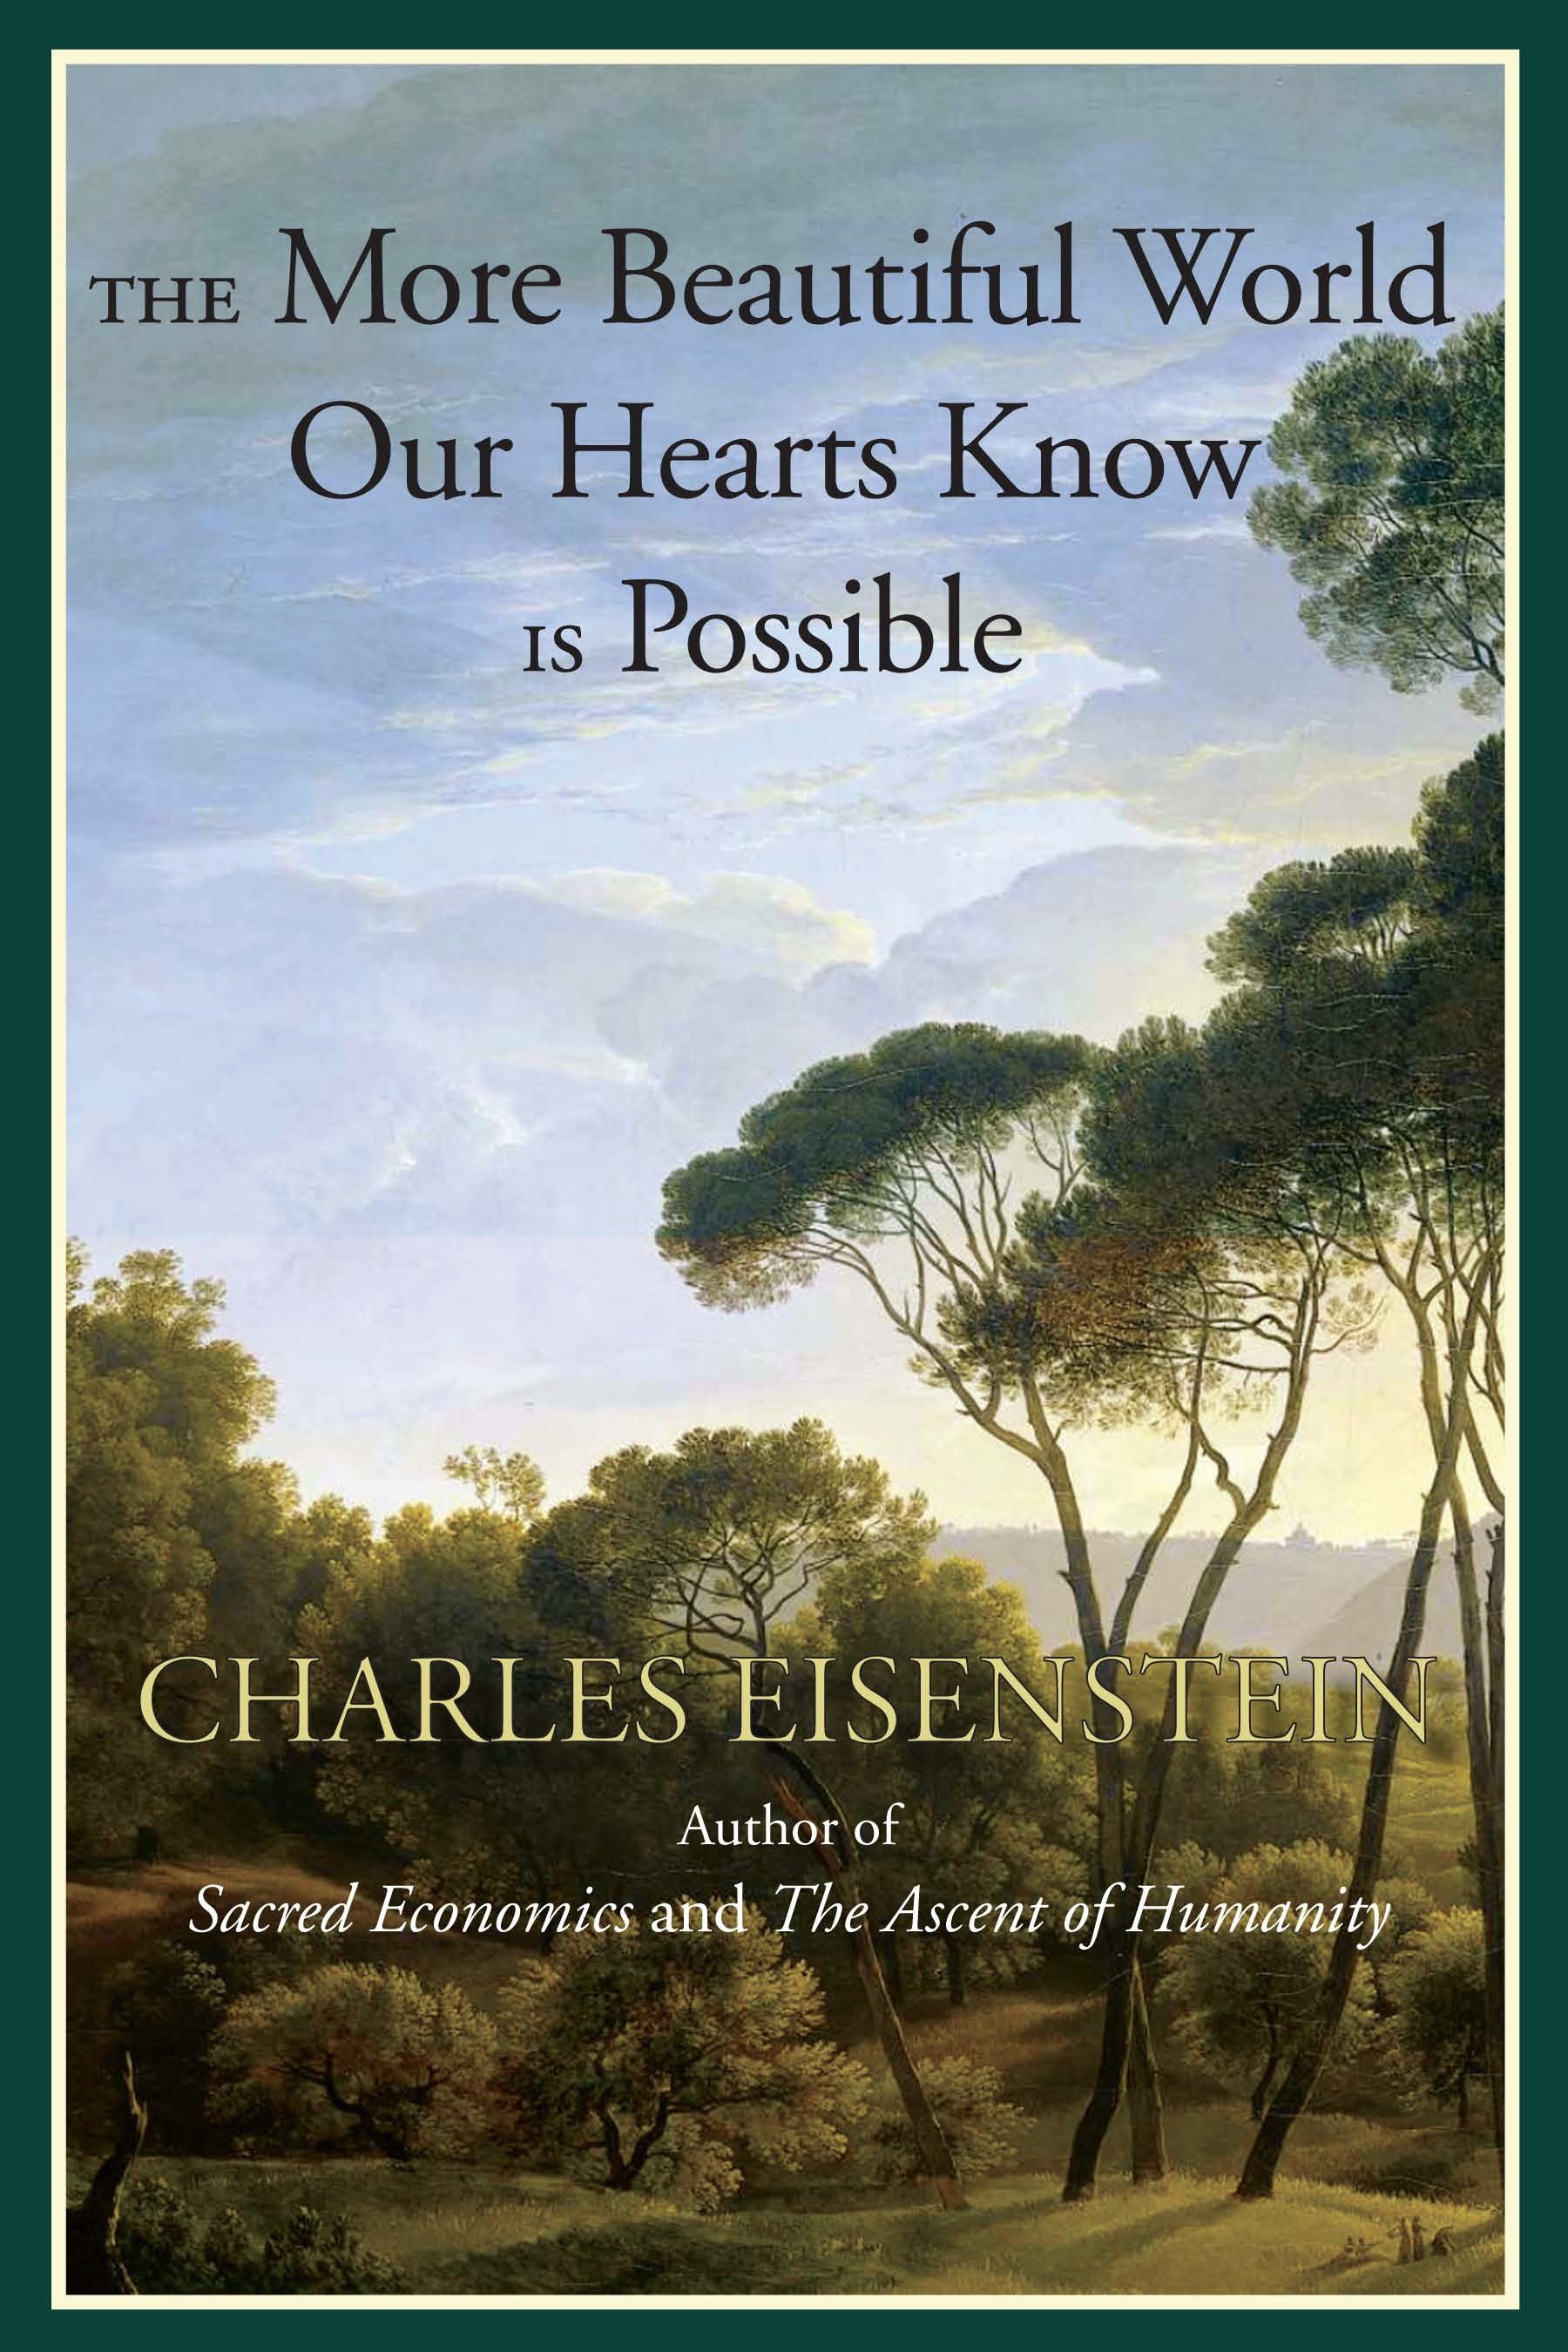 THE More Beautiful World
Our Hearts Know
IS Possible
CHARLES EISENSTEIN
Author of
Sacred Economics and The Ascent of Humanity